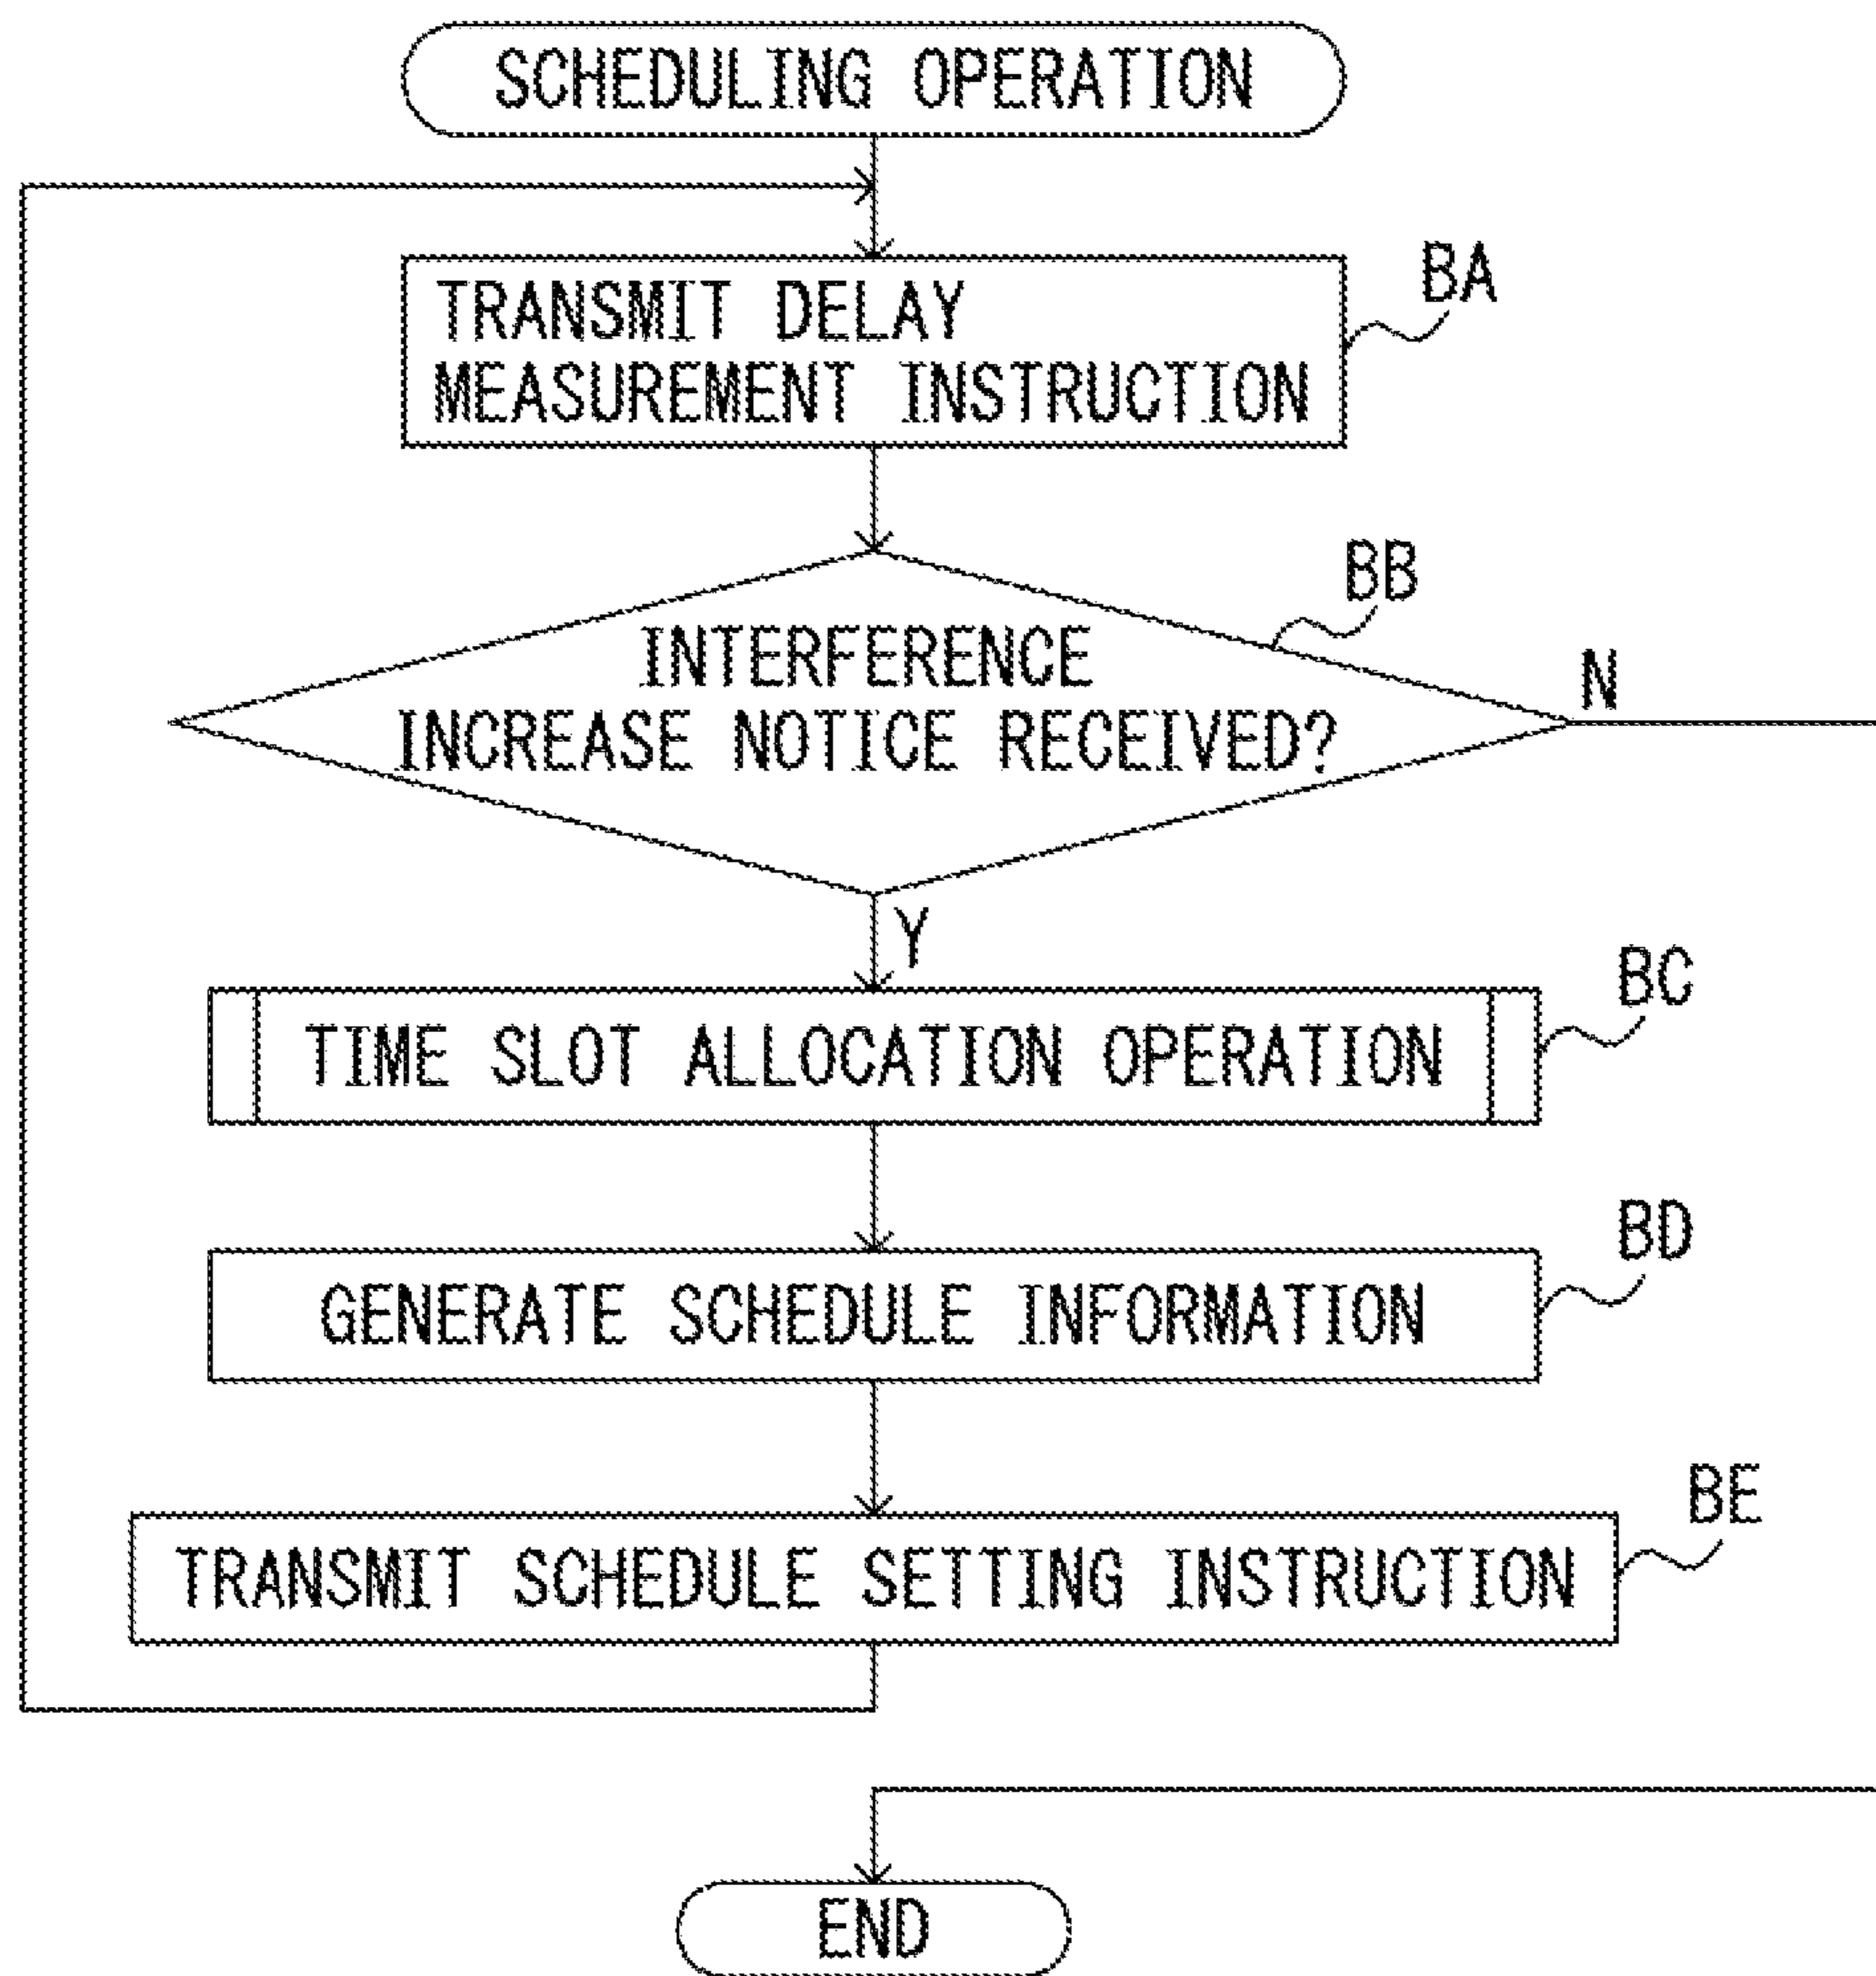 SCHEDULING OPERATION
TRANSMIT DELAY
MEASUREMENT INSTRUCTION
BA
INTERFERENCE
INCREASE NOTICE RECEIVED?
BB
N
Y
TIME SLOT ALLOCATION OPERATION
BC
GENERATE SCHEDULE INFORMATION
BD
TRANSMIT SCHEDULE SETTING INSTRUCTION
BE
END